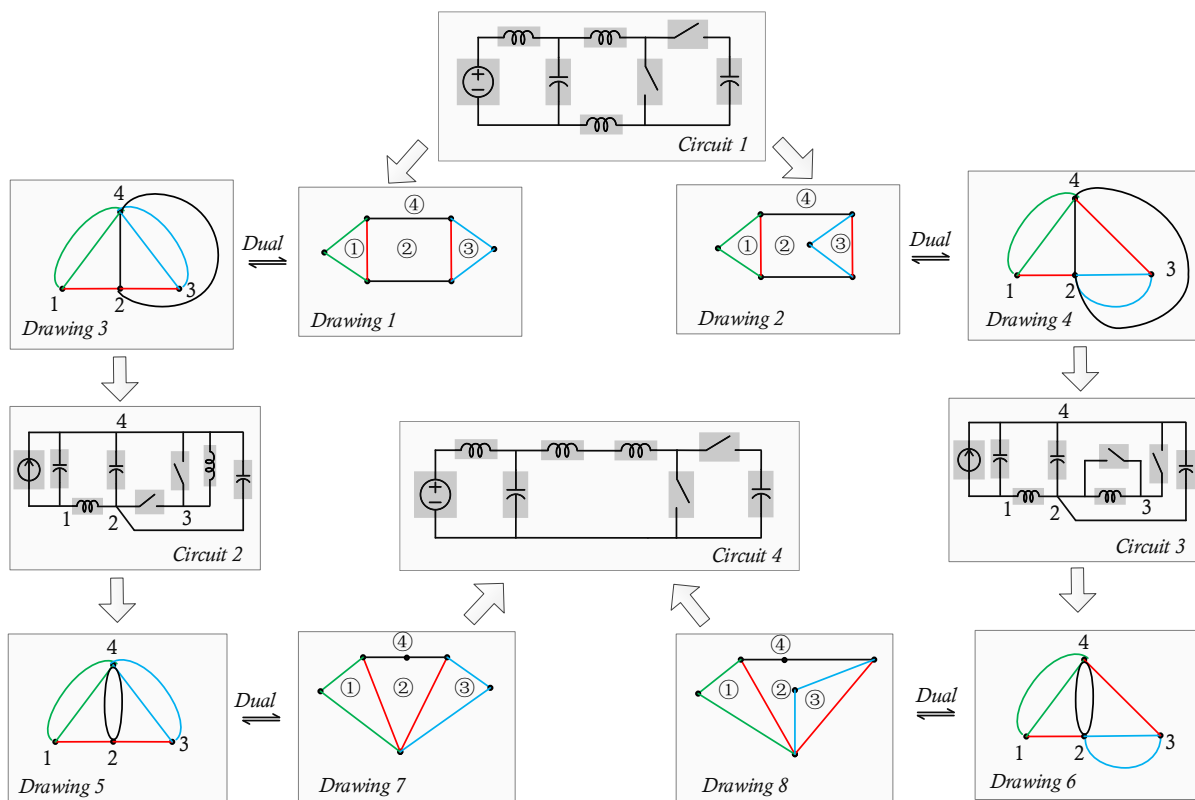 Circuit 1
4
1
2
3
Drawing 3
Dual
④
①
②
③
Drawing 1
④
①
②
③
Drawing 2
Dual
4
1
2
3
Drawing 4
4
1
2
3
Circuit 2
Circuit 4
4
1
2
3
Circuit 3
4
1
2
3
Drawing 5
Dual
④
①
②
③
Drawing 7
④
①
②
③
Drawing 8
Dual
4
1
2
3
Drawing 6